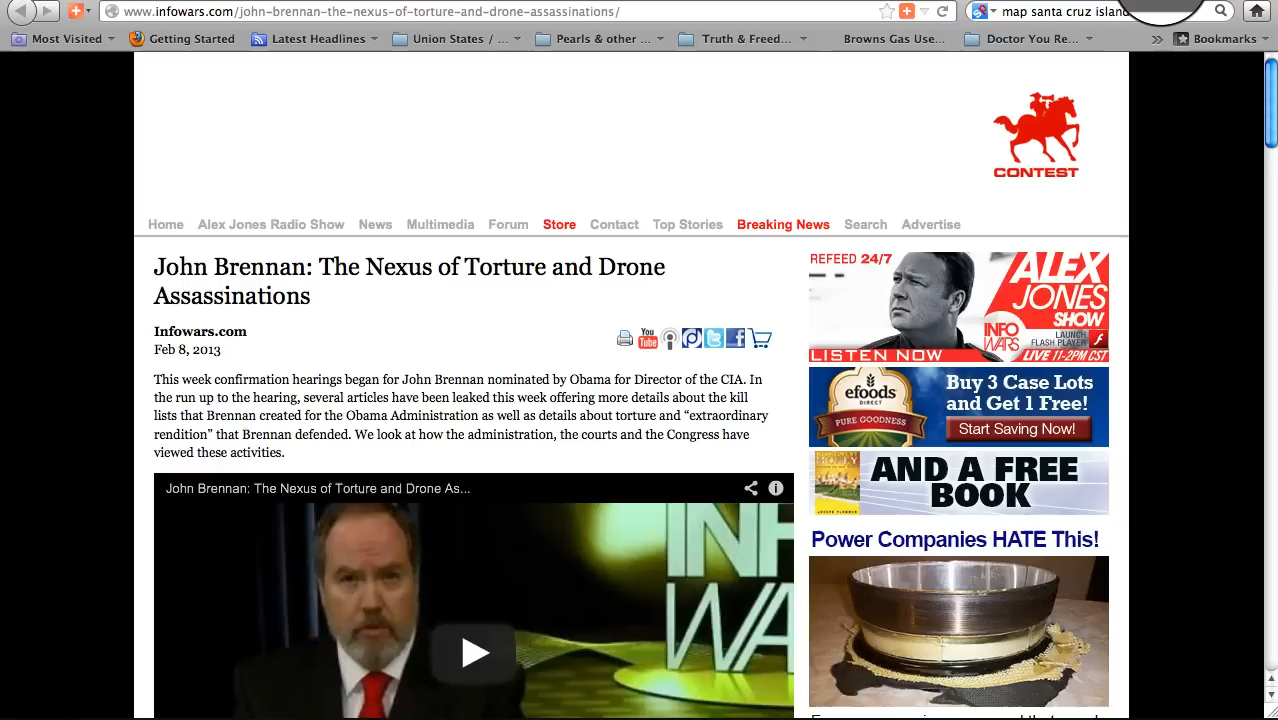 www.infowars.com/john-brennan-the-nexus-of-torture-and-drone-assassinations/
map santa cruz island
Most Visited
Getting Started
Latest Headlines
Union States / ...
Pearls & other ...
Truth & Freed...
Browns Gas Use...
Doctor You Re...
Bookmarks
CONTEST
Home Alex Jones Radio Show News Multimedia Forum Store Contact Top Stories Breaking News Search Advertise
John Brennan: The Nexus of Torture and Drone
Assassinations
Infowars.com
Feb 8, 2013
You
Tube
This week confirmation hearings began for John Brennan nominated by Obama for Director of the CIA. In
the run up to the hearing, several articles have been leaked this week offering more details about the kill
lists that Brennan created for the Obama Administration as well as details about torture and “extraordinary
rendition” that Brennan defended. We look at how the administration, the courts and the Congress have
viewed these activities.
John Brennan: The Nexus of Torture and Drone As...
REFEED 24/7
ALEX
JONES
SHOW
INFO
WARS
LAUNCH
FLASH PLAYER
LISTEN NOW
LIVE 11-2PM CST
efoods
DIRECT
PURE GOODNESS
Buy 3 Case Lots
and Get 1 Free!
Start Saving Now!
AND A FREE
BOOK
Power Companies HATE This!